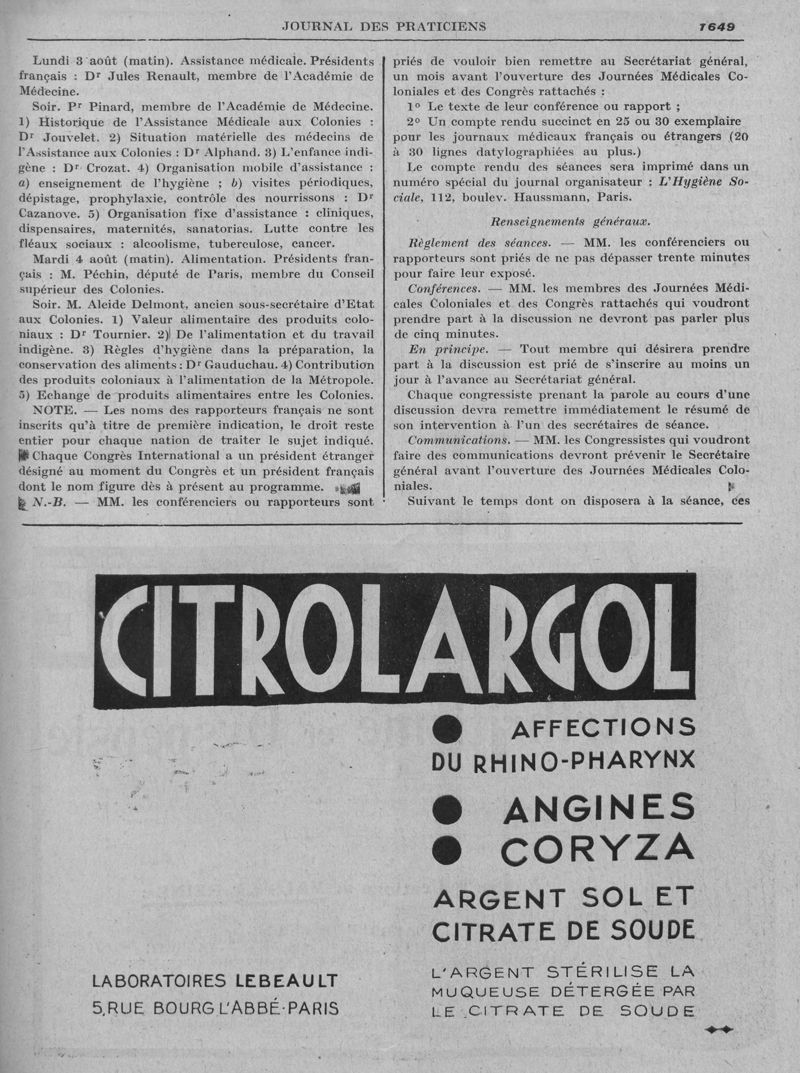 JOURNAL DES PRATICIENS
1649
Lundi 3 août (matin). Assistance médicale. Présidents
français : Dr Jules Renault, membre de l'Académie de
Médecine.
Soir. Pr Pinard, membre de l'Académie de Médecine.
1) Historique de l'Assistance Médicale aux Colonies :
Dr Jouvelet. 2) Situation matérielle des médecins de
l'Assistance aux Colonies : Dr Alphand. 3) L'enfance indi-
gène : Dr Crozat. 4) Organisation mobile d'assistance :
a) enseignement de l'hygiène ; b) visites périodiques,
dépistage, prophylaxie, contrôle des nourrissons : Dr
Cazanove. 5) Organisation fixe d'assistance : cliniques,
dispensaires, maternités, sanatorias. Lutte contre les
fléaux sociaux : alcoolisme, tuberculose, cancer.
Mardi 4 août (matin). Alimentation. Présidents fran-
çais : M. Péchin, député de Paris, membre du Conseil
supérieur des Colonies.
Soir. M. Aleide Delmont, ancien sous-secrétaire d'Etat
aux Colonies. 1) Valeur alimentaire des produits colo-
niaux : Dr Tournier. 2) De l'alimentation et du travail
indigène. 3) Règles d'hygiène dans la préparation, la
conservation des aliments : Dr Gauduchau. 4) Contribution
des produits coloniaux à l'alimentation de la Métropole.
5) Echange de produits alimentaires entre les Colonies.
NOTE. — Les noms des rapporteurs français ne sont
inscrits qu'à titre de première indication, le droit reste
entier pour chaque nation de traiter le sujet indiqué.
Chaque Congrès International a un président étranger
désigné au moment du Congrès et un président français
dont le nom figure dès à présent au programme.
N.-B. — MM. les conférenciers ou rapporteurs sont
priés de vouloir bien remettre au Secrétariat général,
un mois avant l'ouverture des Journées Médicales Co-
loniales et des Congrès rattachés :
1° Le texte de leur conférence ou rapport ;
2° Un compte rendu succinct en 25 ou 30 exemplaire
pour les journaux médicaux français ou étrangers (20
à 30 lignes datylographiées au plus.)
Le compte rendu des séances sera imprimé dans un
numéro spécial du journal organisateur : L'Hygiène So-
ciale, 112, boulev. Haussmann, Paris.
Renseignements généraux.
Règlement des séances. — MM. les conférenciers ou
rapporteurs sont priés de ne pas dépasser trente minutes
pour faire leur exposé.
Conférences. — MM. les membres des Journées Médi-
cales Coloniales et des Congrès rattachés qui voudront
prendre part à la discussion ne devront pas parler plus
de cinq minutes.
En principe. — Tout membre qui désirera prendre
part à la discussion est prié de s'inscrire au moins un
jour à l'avance au Secrétariat général.
Chaque congressiste prenant la parole au cours d'une
discussion devra remettre immédiatement le résumé de
son intervention à l'un des secrétaires de séance.
Communications. — MM. les Congressistes qui voudront
faire des communications devront prévenir le Secrétaire
général avant l'ouverture des Journées Médicales Colo-
niales.
Suivant le temps dont on disposera à la séance, ces
CITROLARGOL
● AFFECTIONS
DU RHINO-PHARYNX
● ANGINES
● CORYZA
ARGENT SOL ET
CITRATE DE SOUDE
L'ARGENT STÉRILISE LA
MUQUEUSE DÉTERGÉE PAR
LE CITRATE DE SOUDE
LABORATOIRES LEBEAULT
5, RUE BOURG L'ABBÉ-PARIS